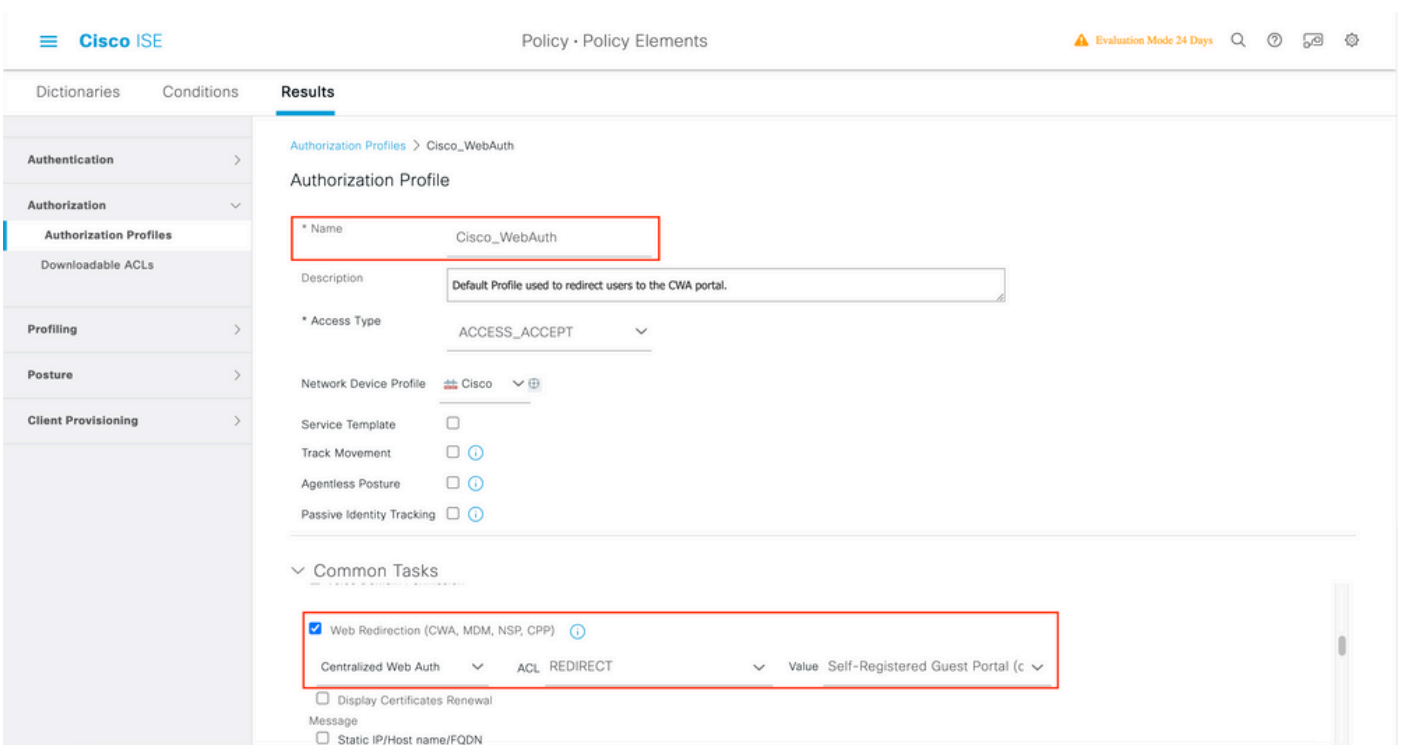 Cisco ISE
Policy · Policy Elements
Evaluation Mode 24 Days
Dictionaries
Conditions
Results
Authentication
Authorization
Authorization Profiles
Downloadable ACLs
Profiling
Posture
Client Provisioning
Authorization Profiles > Cisco_WebAuth
Authorization Profile
* Name Cisco_WebAuth
Description Default Profile used to redirect users to the CWA portal.
* Access Type ACCESS_ACCEPT
Network Device Profile Cisco
Service Template
Track Movement
Agentless Posture
Passive Identity Tracking
Common Tasks
Web Redirection (CWA, MDM, NSP, CPP)
Centralized Web Auth ACL REDIRECT Value Self-Registered Guest Portal (c
Display Certificates Renewal
Message
Static IP/Host name/FQDN